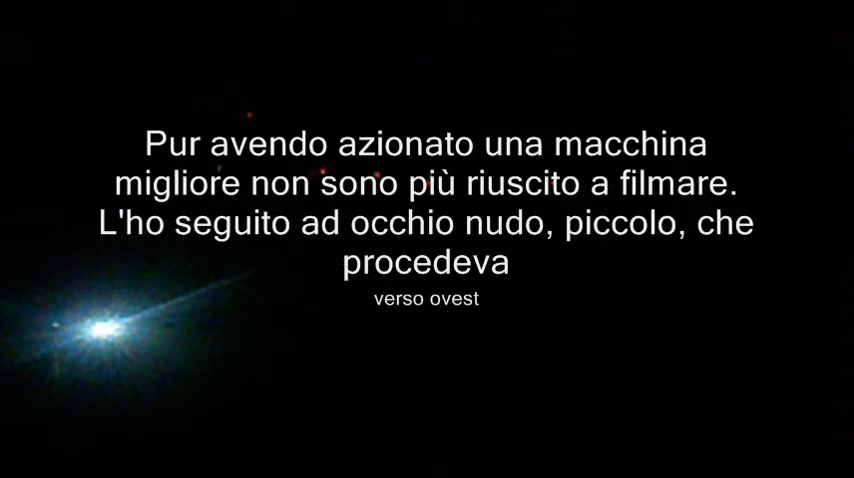 Pur avendo azionato una macchina
migliore non sono più riuscito a filmare.
L'ho seguito ad occhio nudo, piccolo, che
procedeva
verso ovest